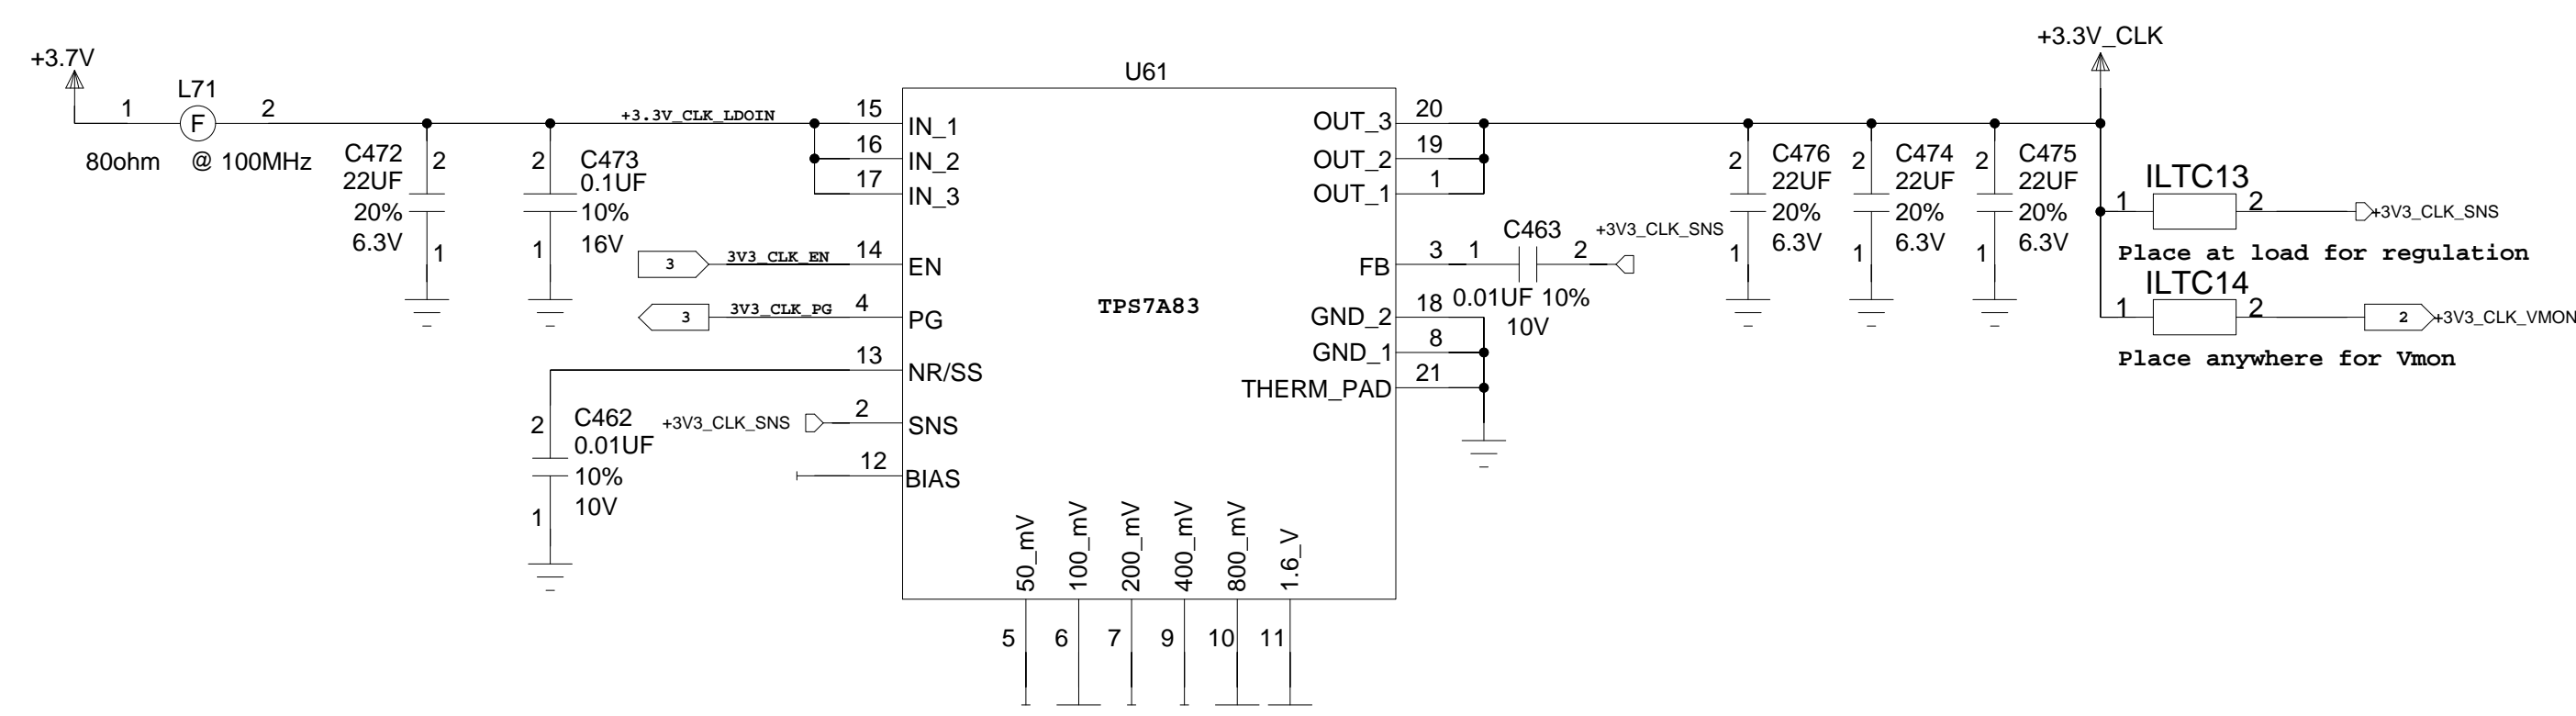 +3.7V
L71
1
F
2
80ohm @ 100MHz
C472
22UF
20%
6.3V
2
1
C473
0.1UF
10%
16V
2
1
+3.3V_CLK_LDOIN
U61
TPS7A83
15 IN_1
16 IN_2
17 IN_3
3 3V3_CLK_EN 14 EN
3 3V3_CLK_PG 4 PG
13 NR/SS
+3V3_CLK_SNS 2 SNS
12 BIAS
2
C462
0.01UF
10%
10V
1
50_mV 5
100_mV 6
200_mV 7
400_mV 9
800_mV 10
1.6_V 11
OUT_3 20
OUT_2 19
OUT_1 1
FB 3
GND_2 18
GND_1 8
THERM_PAD 21
1 C463 2
+3V3_CLK_SNS
0.01UF 10%
10V
2
C476
22UF
20%
6.3V
1
2
C474
22UF
20%
6.3V
1
2
C475
22UF
20%
6.3V
1
+3.3V_CLK
ILTC13
1 2 +3V3_CLK_SNS
Place at load for regulation
ILTC14
1 2 2 +3V3_CLK_VMON
Place anywhere for Vmon